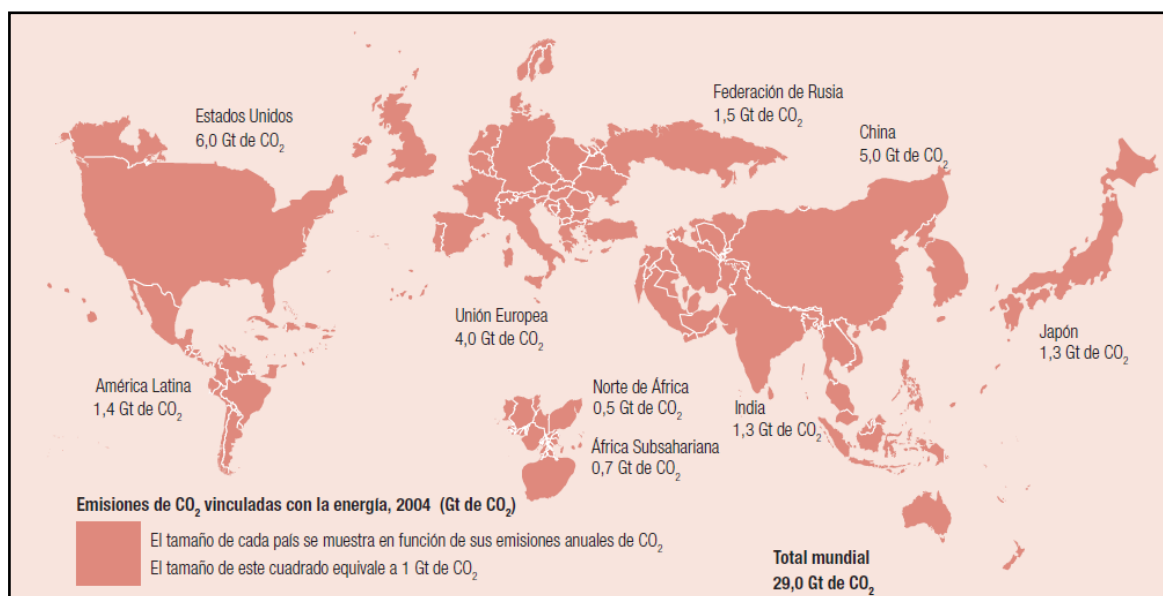 Estados Unidos
6,0 Gt de CO₂
Federación de Rusia
1,5 Gt de CO₂
China
5,0 Gt de CO₂
Unión Europea
4,0 Gt de CO₂
Japón
1,3 Gt de CO₂
América Latina
1,4 Gt de CO₂
Norte de África
0,5 Gt de CO₂
India
1,3 Gt de CO₂
África Subsahariana
0,7 Gt de CO₂
Emisiones de CO₂ vinculadas con la energía, 2004 (Gt de CO₂)
El tamaño de cada país se muestra en función de sus emisiones anuales de CO₂
El tamaño de este cuadrado equivale a 1 Gt de CO₂
Total mundial
29,0 Gt de CO₂